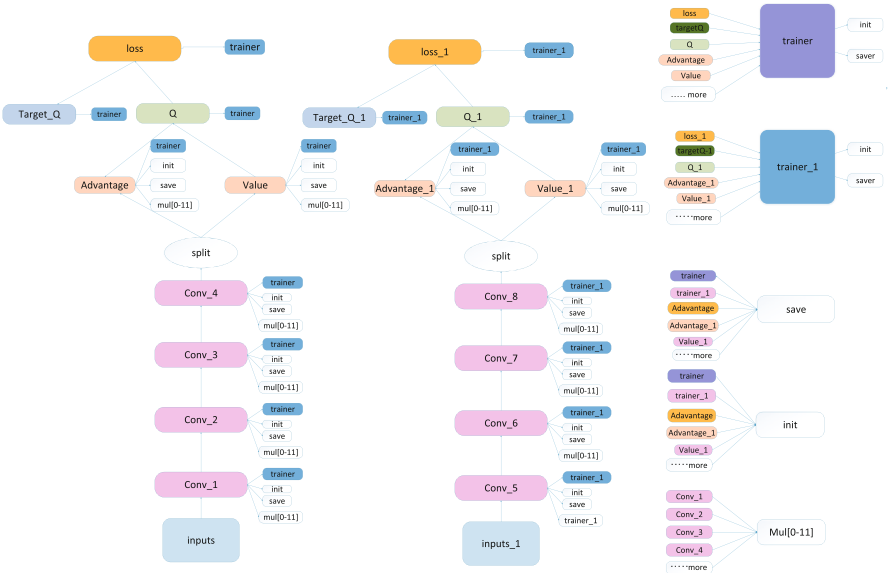 loss
trainer
Target_Q
trainer
Q
trainer
Advantage
trainer
init
save
mul[0-11]
Value
trainer
init
save
mul[0-11]
split
Conv_4
trainer
init
save
mul[0-11]
Conv_3
trainer
init
save
mul[0-11]
Conv_2
trainer
init
save
mul[0-11]
Conv_1
trainer
init
save
mul[0-11]
inputs
loss_1
trainer_1
Target_Q_1
trainer_1
Q_1
trainer_1
Advantage_1
trainer_1
init
save
mul[0-11]
Value_1
trainer_1
init
save
mul[0-11]
split
Conv_8
trainer_1
init
save
mul[0-11]
Conv_7
trainer_1
init
save
mul[0-11]
Conv_6
trainer_1
init
save
mul[0-11]
Conv_5
trainer_1
init
save
trainer_1
inputs_1
loss
targetQ
Q
Advantage
Value
..... more
trainer
init
saver
loss_1
targetQ-1
Q_1
Advantage_1
Value_1
·····more
trainer_1
init
saver
trainer
trainer_1
Adavantage
Advantage_1
Value_1
·····more
save
trainer
trainer_1
Adavantage
Advantage_1
Value_1
·····more
init
Conv_1
Conv_2
Conv_3
Conv_4
·····more
Mul[0-11]